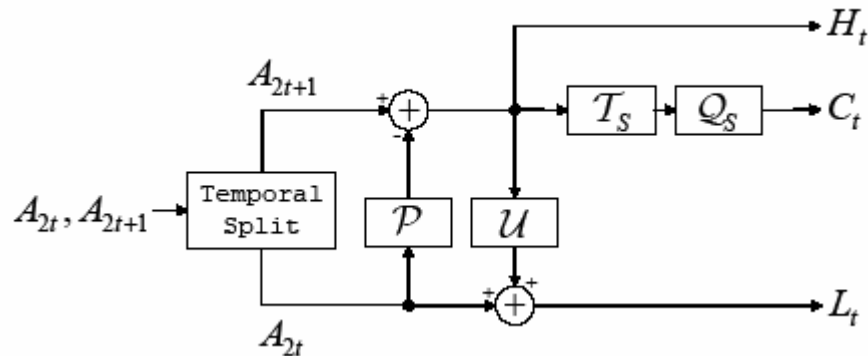 H_t
A_{2t+1}
+
+
-
𝒯_S
𝒬_S
C_t
A_{2t}, A_{2t+1}
Temporal
Split
𝒫
𝒰
+
+
+
L_t
A_{2t}